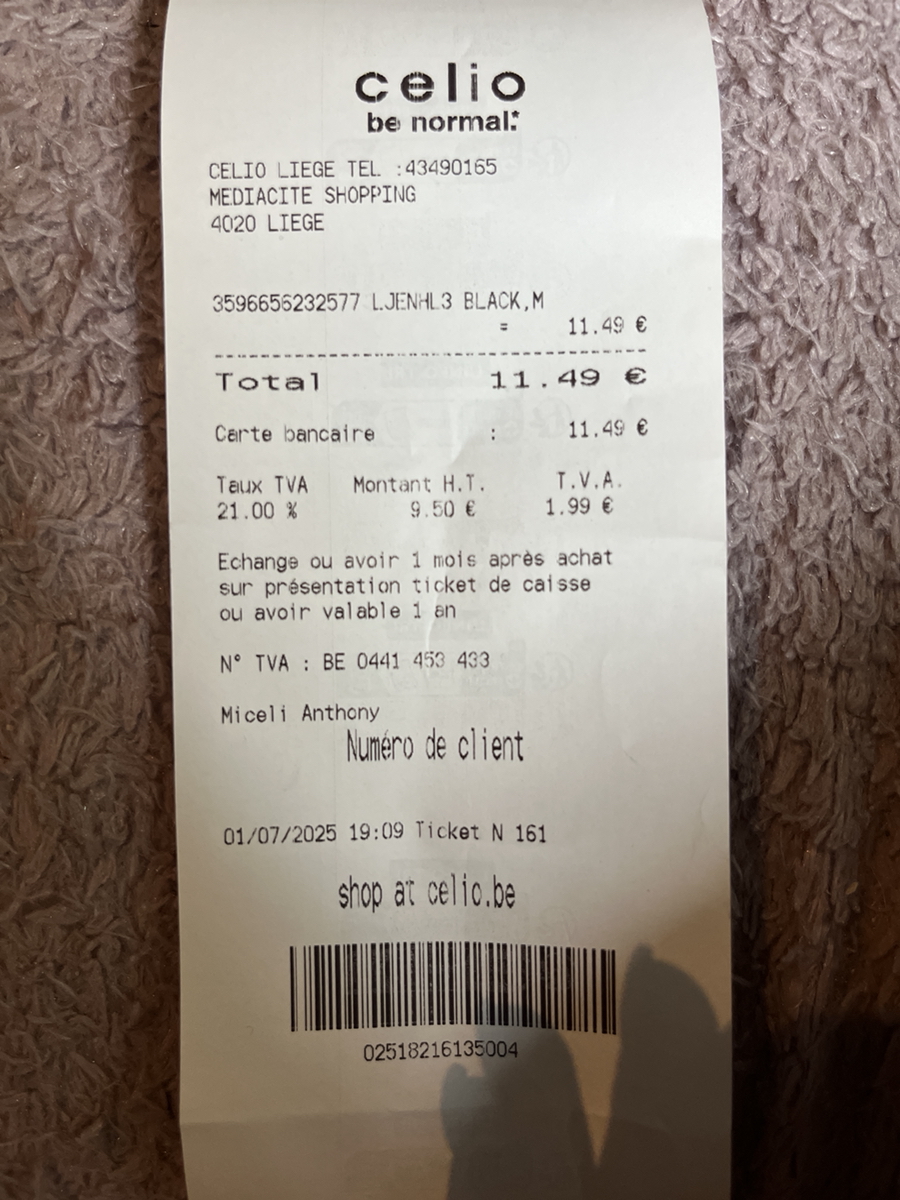 celio
be normal.*
CELIO LIEGE TEL :43490165
MEDIACITE SHOPPING
4020 LIEGE
3596656232577 LJENHL3 BLACK,M
= 11.49 €
Total 11.49 €
Carte bancaire : 11.49 €
Taux TVA Montant H.T. T.V.A.
21.00 % 9.50 € 1.99 €
Echange ou avoir 1 mois après achat
sur présentation ticket de caisse
ou avoir valable 1 an
N° TVA : BE 0441 453 433
Miceli Anthony
Numéro de client
01/07/2025 19:09 Ticket N 161
shop at celio.be
02518216135004